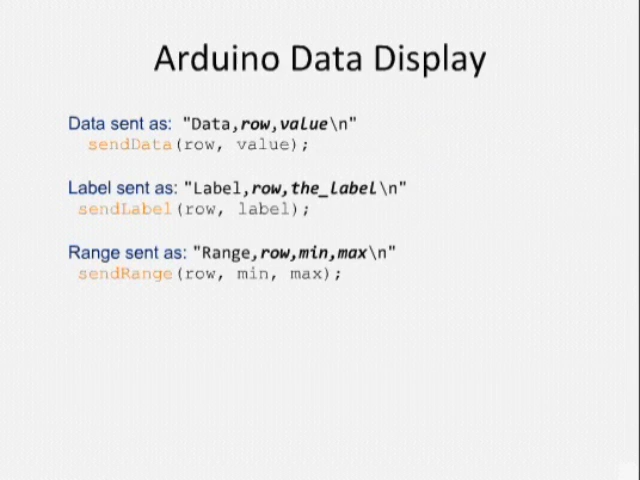 Arduino Data Display
Data sent as: "Data,row,value\n"
sendData(row, value);
Label sent as: "Label,row,the_label\n"
sendLabel(row, label);
Range sent as: "Range,row,min,max\n"
sendRange(row, min, max);